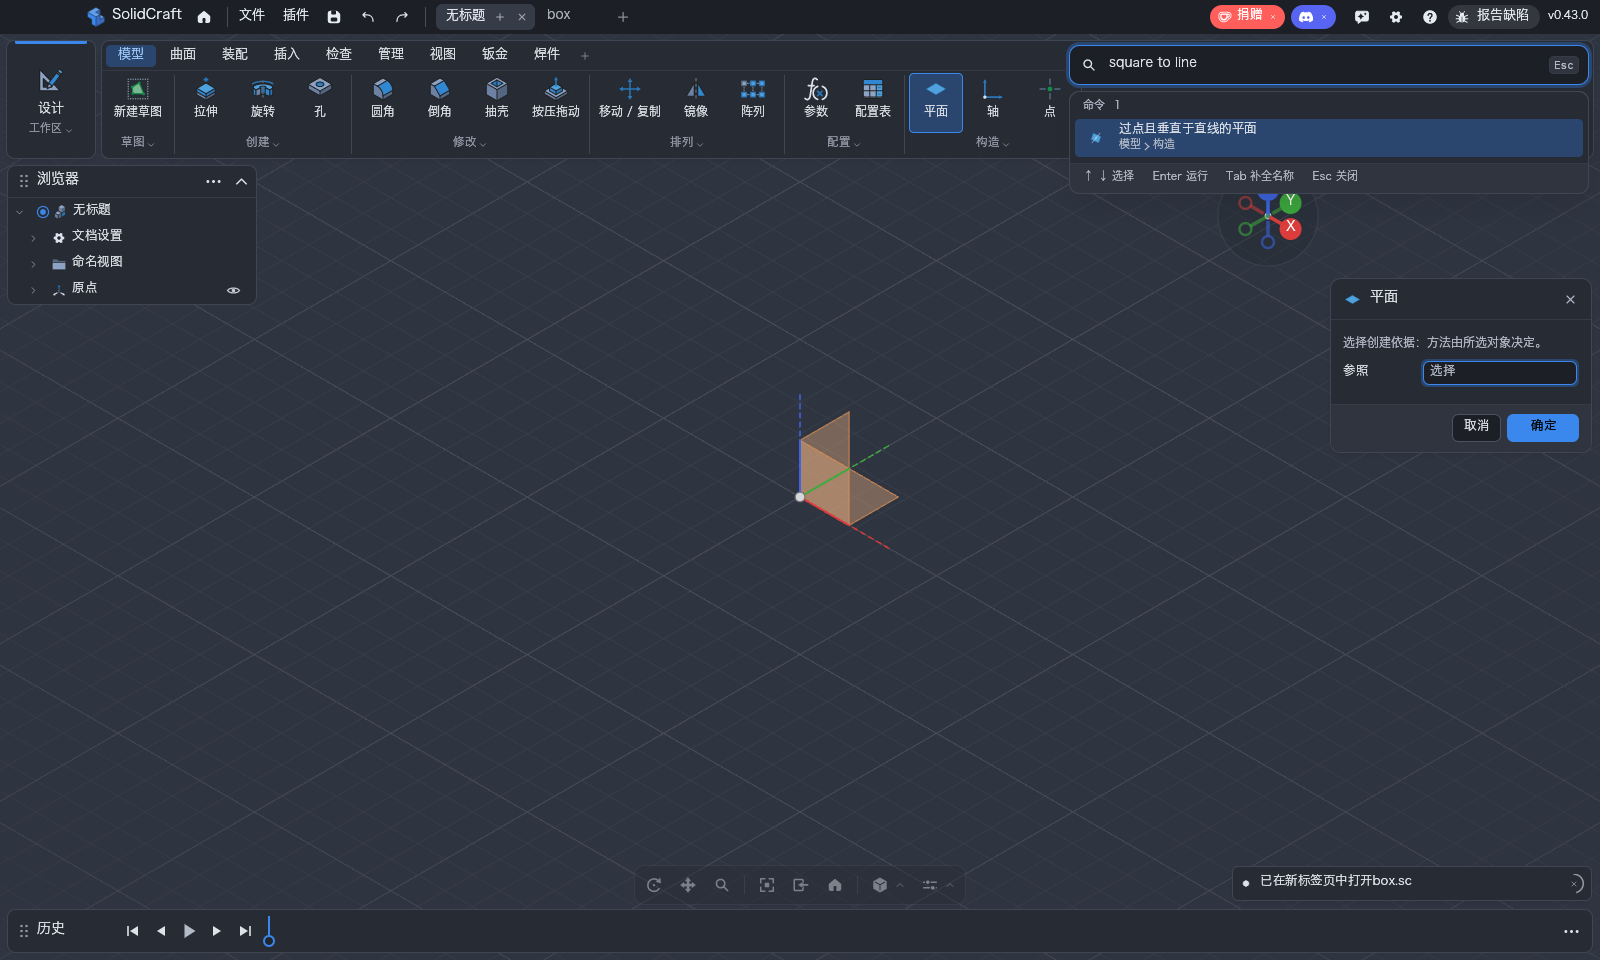 SolidCraft
文件
插件
无标题
box
捐赠
报告缺陷
v0.43.0
设计
工作区
模型
曲面
装配
插入
检查
管理
视图
钣金
焊件
新建草图
拉伸
旋转
孔
圆角
倒角
抽壳
按压拖动
移动 / 复制
镜像
阵列
参数
配置表
平面
轴
点
草图
创建
修改
排列
配置
构造
square to line
Esc
命令 1
过点且垂直于直线的平面
模型 > 构造
↑ ↓ 选择 Enter 运行 Tab 补全名称 Esc 关闭
浏览器
无标题
文档设置
命名视图
原点
Y
X
平面
选择创建依据：方法由所选对象决定。
参照
选择
取消
确定
已在新标签页中打开box.sc
历史